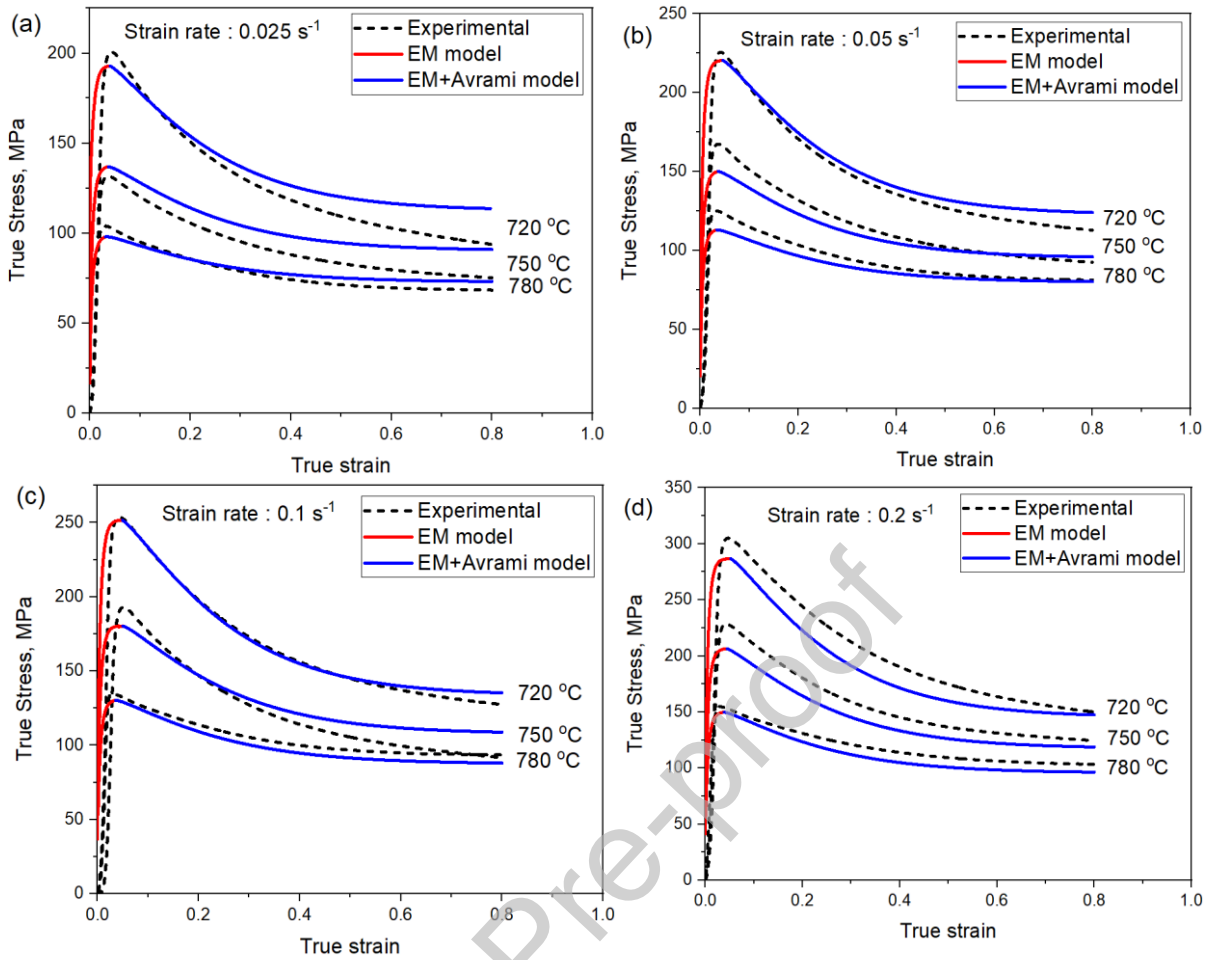 (a)
Strain rate : 0.025 s⁻¹
Experimental
EM model
EM+Avrami model
True Stress, MPa
200
150
100
50
0
720 °C
750 °C
780 °C
0.0 0.2 0.4 0.6 0.8 1.0
True strain
(b)
Strain rate : 0.05 s⁻¹
Experimental
EM model
EM+Avrami model
True Stress, MPa
250
200
150
100
50
0
720 °C
750 °C
780 °C
0.0 0.2 0.4 0.6 0.8 1.0
True strain
(c)
Strain rate : 0.1 s⁻¹
Experimental
EM model
EM+Avrami model
True Stress, MPa
250
200
150
100
50
0
720 °C
750 °C
780 °C
0.0 0.2 0.4 0.6 0.8 1.0
True strain
(d)
Strain rate : 0.2 s⁻¹
Experimental
EM model
EM+Avrami model
True Stress, MPa
350
300
250
200
150
100
50
0
720 °C
750 °C
780 °C
0.0 0.2 0.4 0.6 0.8 1.0
True strain
Pre-proof